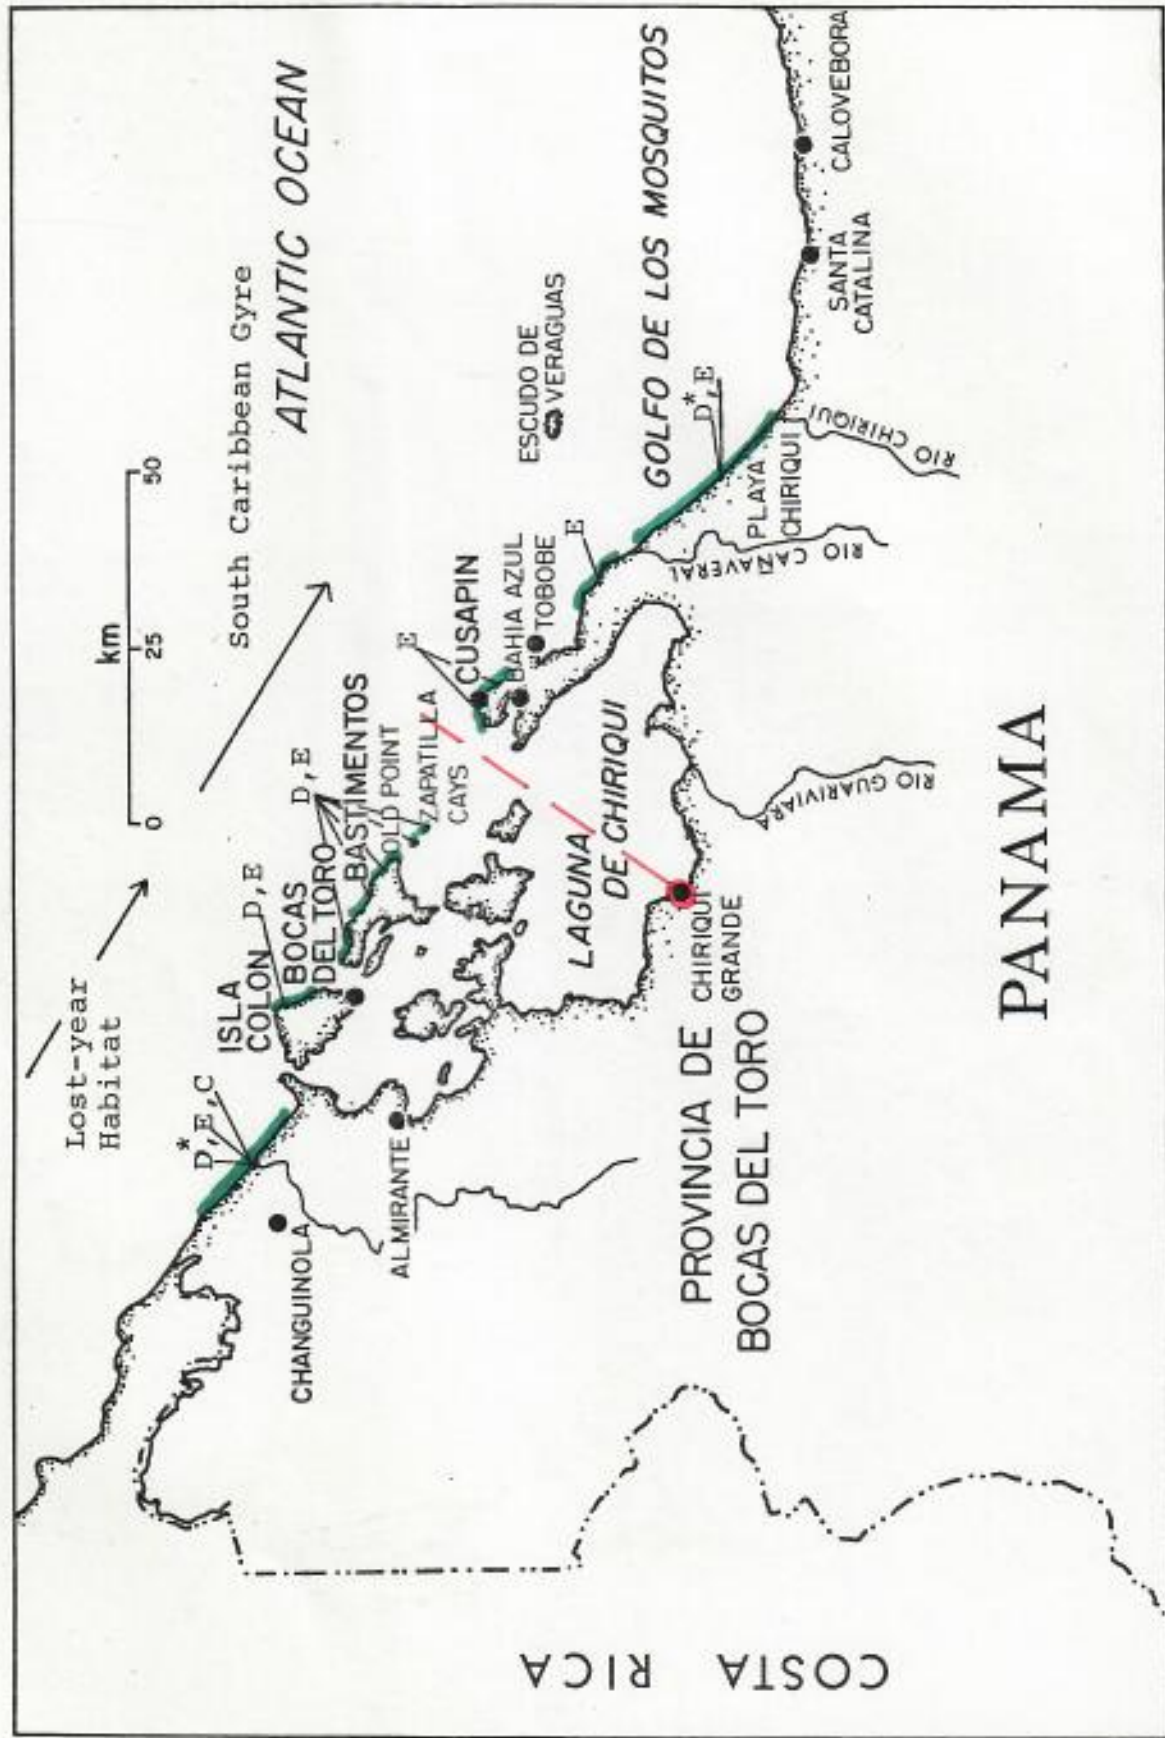 Lost-year
Habitat
South Caribbean Gyre
ATLANTIC OCEAN
km
0
25
50
D*,E,C
ISLA
COLON
D,E
BOCAS
DEL TORO
D,E
BASTIMENTOS
OLD POINT
ZAPATILLA
CAYS
E
CUSAPIN
BAHIA AZUL
TOBOBE
E
ESCUDO DE
VERAGUAS
GOLFO DE LOS MOSQUITOS
D*,E
PLAYA
CHIRIQUI
RIO CAÑAVERAL
RIO CHIRIQUI
SANTA
CATALINA
CALOVEBORA
CHANGUINOLA
ALMIRANTE
LAGUNA
DE CHIRIQUI
CHIRIQUI
GRANDE
RIO GUARIVIARA
PROVINCIA DE
BOCAS DEL TORO
PANAMA
COSTA RICA